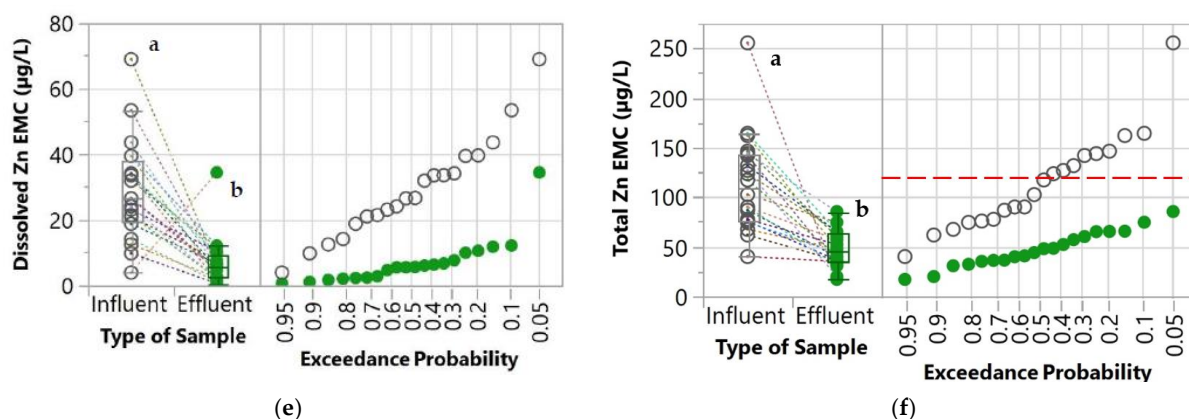 Dissolved Zn EMC (µg/L)
80
60
40
20
0
a
b
Influent Effluent
Type of Sample
0.95
0.9
0.8
0.7
0.6
0.5
0.4
0.3
0.2
0.1
0.05
Exceedance Probability
(e)
Total Zn EMC (µg/L)
250
200
150
100
50
0
a
b
Influent Effluent
Type of Sample
0.95
0.9
0.8
0.7
0.6
0.5
0.4
0.3
0.2
0.1
0.05
Exceedance Probability
(f)